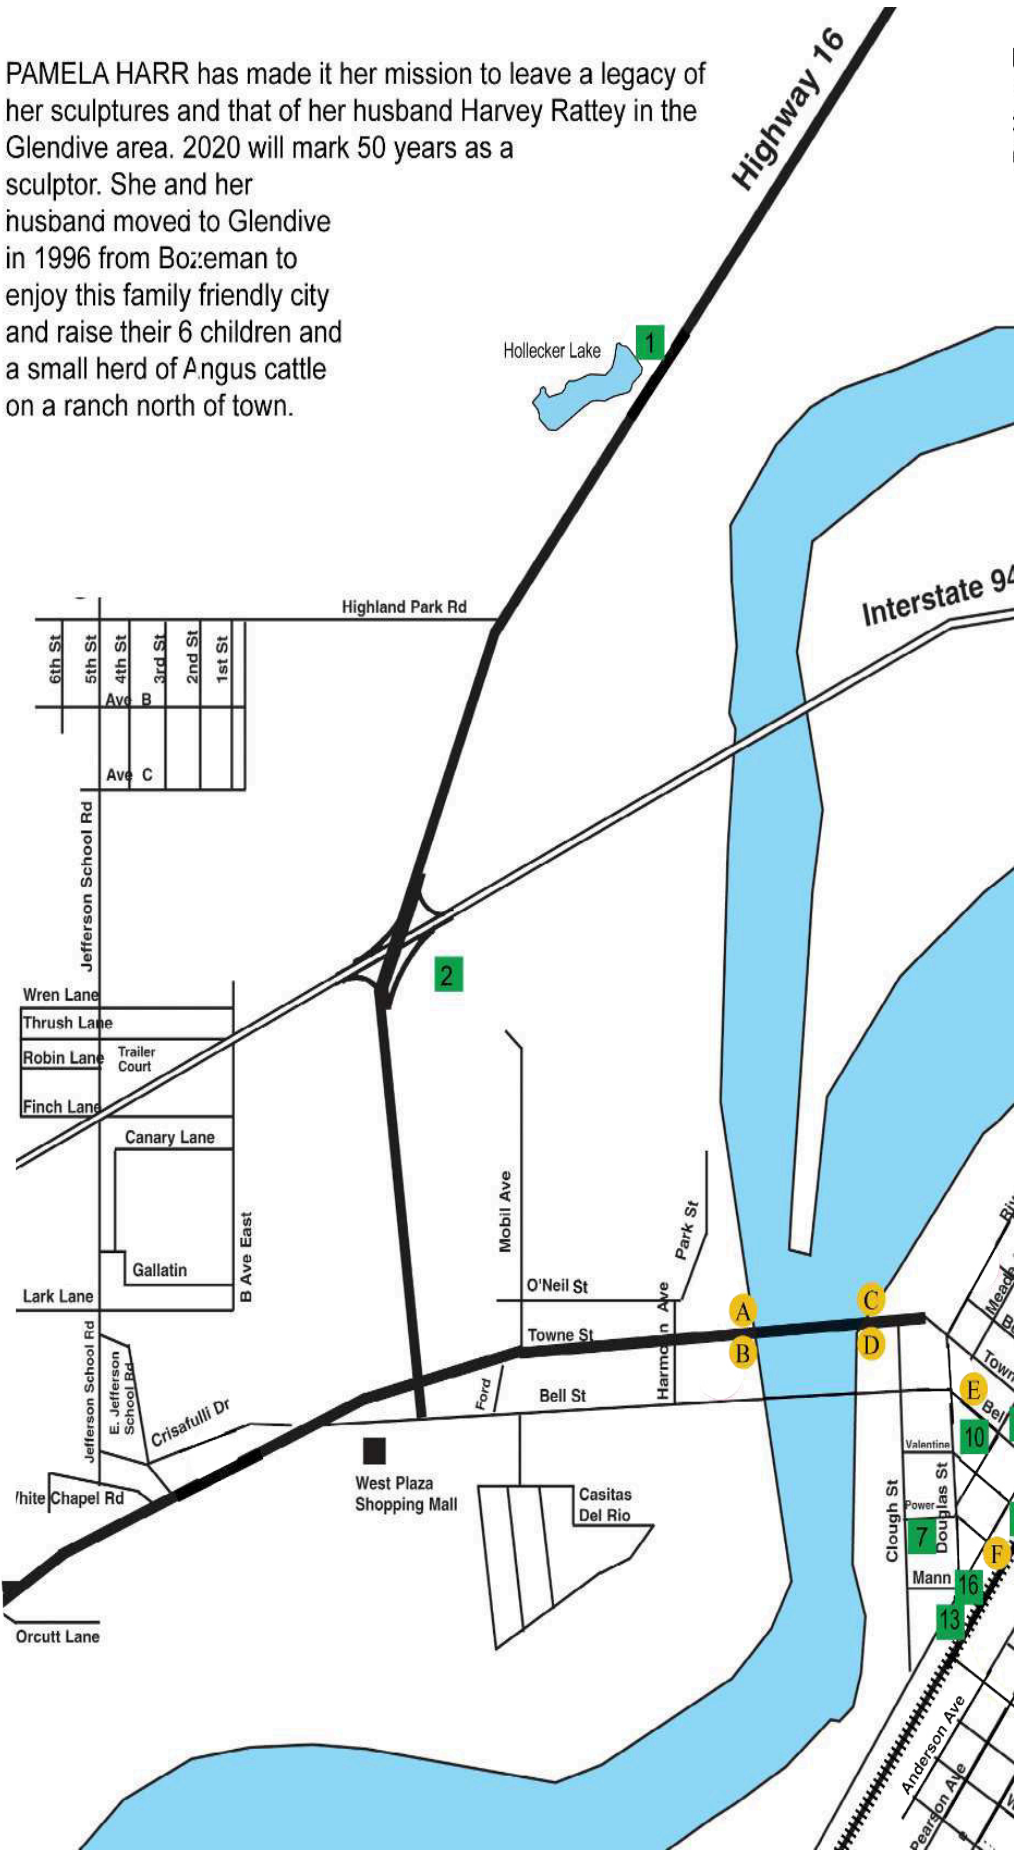 PAMELA HARR has made it her mission to leave a legacy of
her sculptures and that of her husband Harvey Rattey in the
Glendive area. 2020 will mark 50 years as a
sculptor. She and her
husband moved to Glendive
in 1996 from Bozeman to
enjoy this family friendly city
and raise their 6 children and
a small herd of Angus cattle
on a ranch north of town.
Highway 16
Hollecker Lake
1
Interstate 94
Highland Park Rd
6th St
5th St
4th St
3rd St
2nd St
1st St
Ave B
Ave C
Jefferson School Rd
2
Wren Lane
Thrush Lane
Robin Lane
Trailer
Court
Finch Lane
Canary Lane
B Ave East
Gallatin
Lark Lane
Mobil Ave
Park St
O'Neil St
Harmon Ave
Towne St
A
B
C
D
Jefferson School Rd
E. Jefferson
School Rd
Crisafulli Dr
Ford
Bell St
E
Bel
Meade
Town
10
Valentine
West Plaza
Shopping Mall
hite Chapel Rd
Casitas
Del Rio
Clough St
Douglas St
Power
7
F
Mann
16
13
Orcutt Lane
Anderson Ave
Pearson Ave